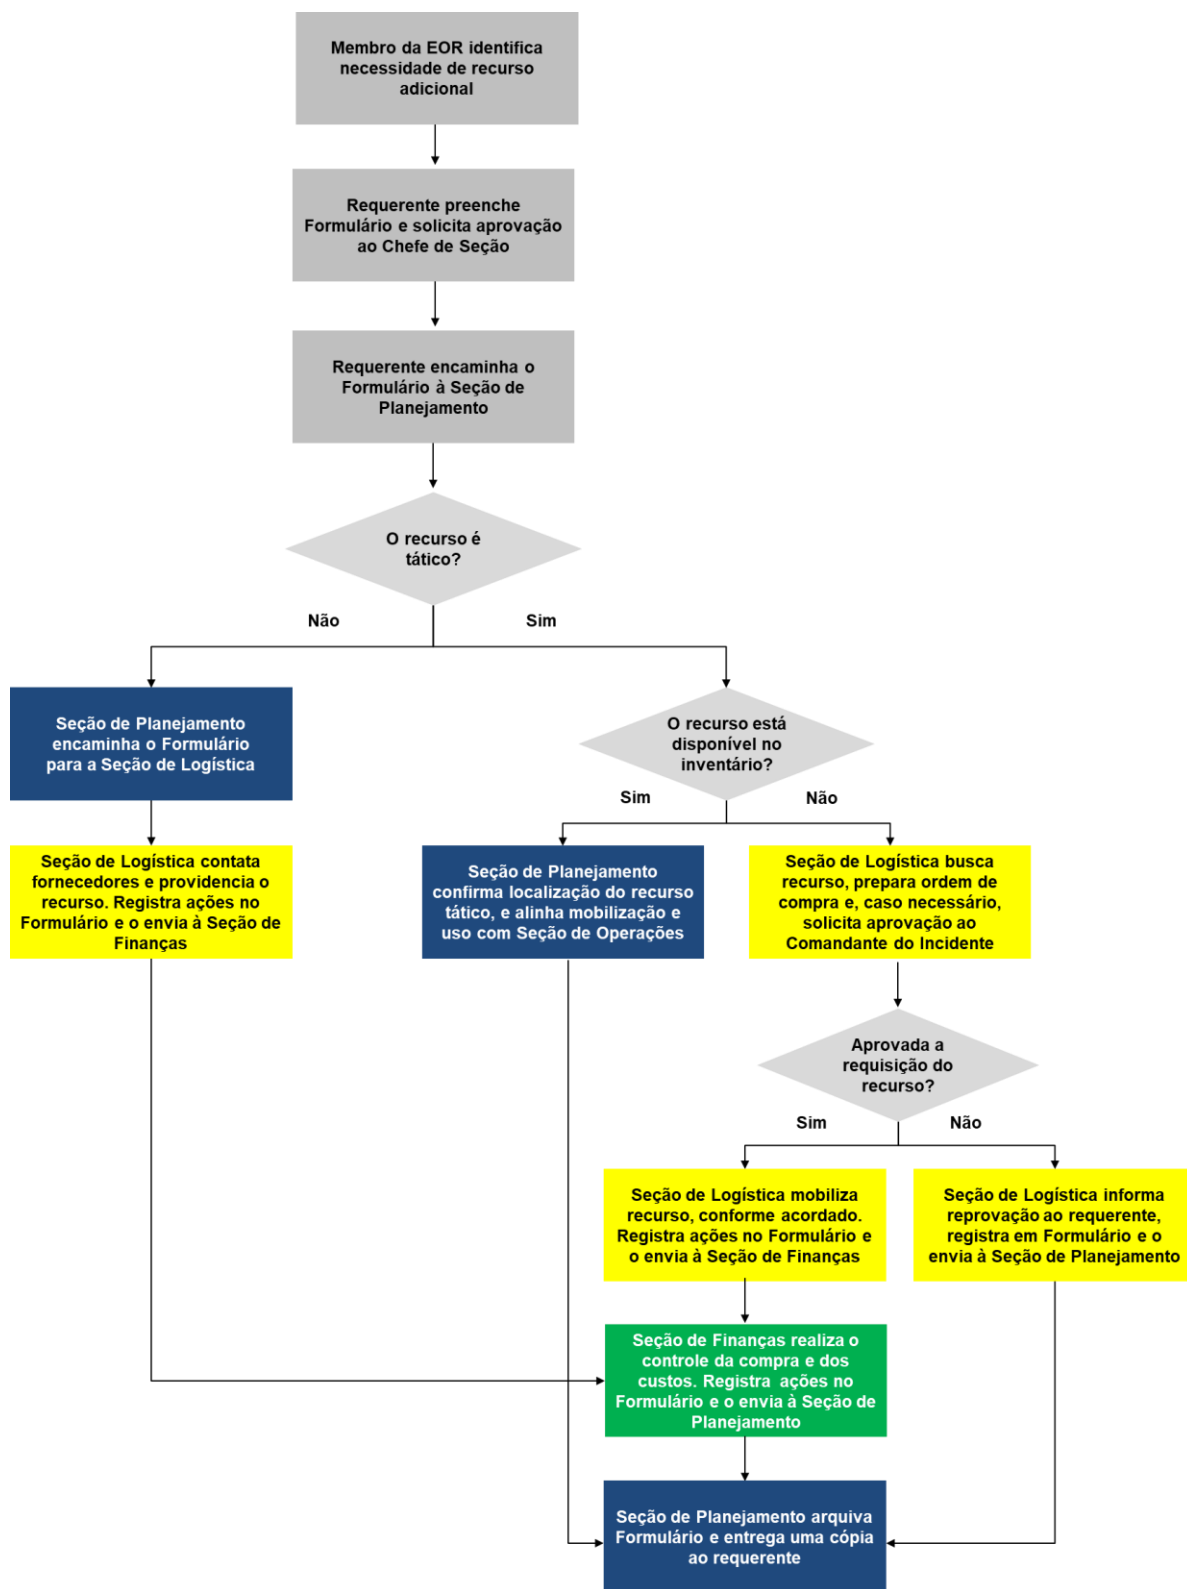 Membro da EOR identifica
necessidade de recurso
adicional
Requerente preenche
Formulário e solicita aprovação
ao Chefe de Seção
Requerente encaminha o
Formulário à Seção de
Planejamento
O recurso é
tático?
Não
Sim
Seção de Planejamento
encaminha o Formulário
para a Seção de Logística
O recurso está
disponível no
inventário?
Sim
Não
Seção de Logística contata
fornecedores e providencia o
recurso. Registra ações no
Formulário e o envia à Seção de
Finanças
Seção de Planejamento
confirma localização do recurso
tático, e alinha mobilização e
uso com Seção de Operações
Seção de Logística busca
recurso, prepara ordem de
compra e, caso necessário,
solicita aprovação ao
Comandante do Incidente
Aprovada a
requisição do
recurso?
Sim
Não
Seção de Logística mobiliza
recurso, conforme acordado.
Registra ações no Formulário e
o envia à Seção de Finanças
Seção de Logística informa
reprovação ao requerente,
registra em Formulário e o
envia à Seção de Planejamento
Seção de Finanças realiza o
controle da compra e dos
custos. Registra ações no
Formulário e o envia à Seção de
Planejamento
Seção de Planejamento arquiva
Formulário e entrega uma cópia
ao requerente